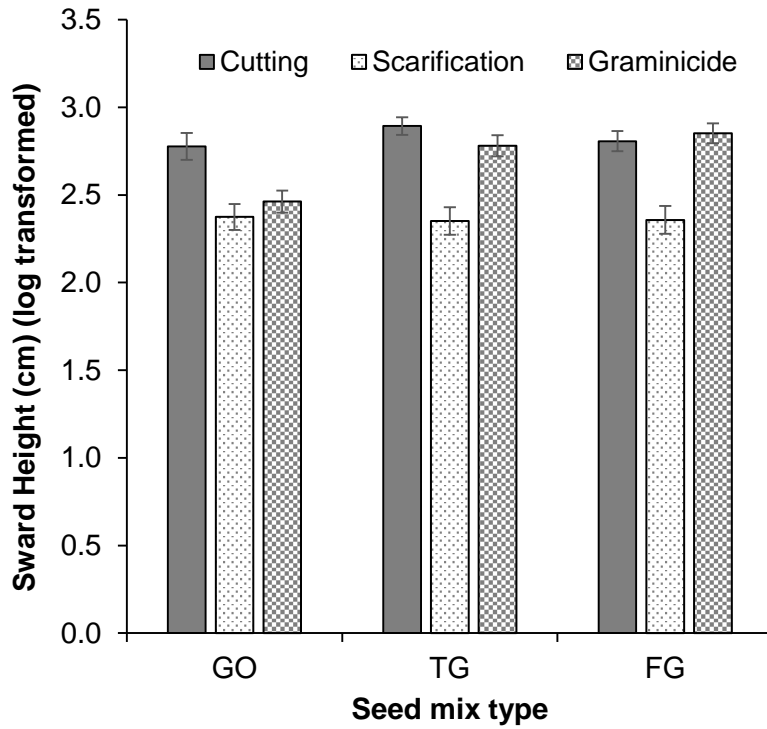 3.5
Cutting Scarification Graminicide
3.0
2.5
2.0
1.5
1.0
0.5
0.0
Sward Height (cm) (log transformed)
GO TG FG
Seed mix type